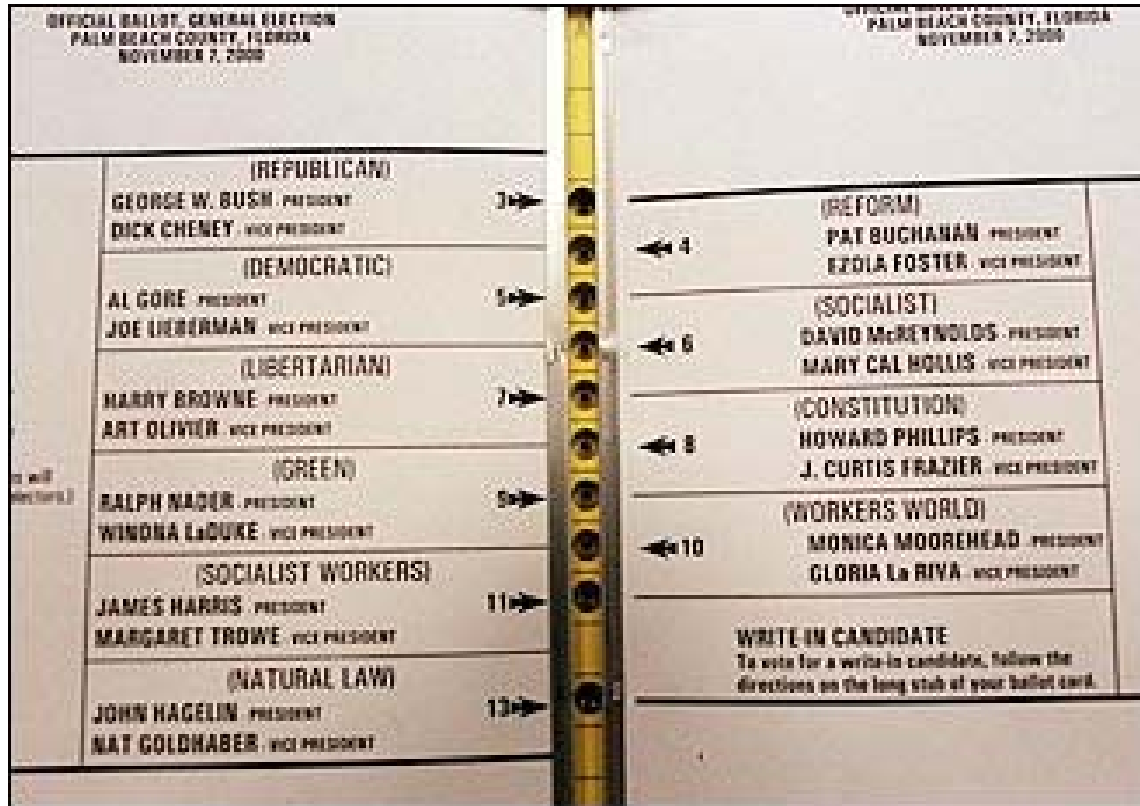 OFFICIAL BALLOT, GENERAL ELECTION
PALM BEACH COUNTY, FLORIDA
NOVEMBER 7, 2000
(REPUBLICAN)
GEORGE W. BUSH PRESIDENT
3
DICK CHENEY VICE PRESIDENT
(DEMOCRATIC)
AL GORE PRESIDENT
5
JOE LIEBERMAN VICE PRESIDENT
(LIBERTARIAN)
HARRY BROWNE PRESIDENT
7
ART OLIVIER VICE PRESIDENT
(GREEN)
will
electors.)
RALPH NADER PRESIDENT
9
WINONA LaDUKE VICE PRESIDENT
(SOCIALIST WORKERS)
JAMES HARRIS PRESIDENT
11
MARGARET TROWE VICE PRESIDENT
(NATURAL LAW)
JOHN HAGELIN PRESIDENT
13
NAT GOLDHABER VICE PRESIDENT
PALM BEACH COUNTY, FLORIDA
NOVEMBER 7, 2000
(REFORM)
4
PAT BUCHANAN PRESIDENT
EZOLA FOSTER VICE PRESIDENT
(SOCIALIST)
6
DAVID McREYNOLDS PRESIDENT
MARY CAL HOLLIS VICE PRESIDENT
(CONSTITUTION)
8
HOWARD PHILLIPS PRESIDENT
J. CURTIS FRAZIER VICE PRESIDENT
(WORKERS WORLD)
10
MONICA MOOREHEAD PRESIDENT
GLORIA La RIVA VICE PRESIDENT
WRITE IN CANDIDATE
To vote for a write-in candidate, follow the
directions on the long stub of your ballot card.